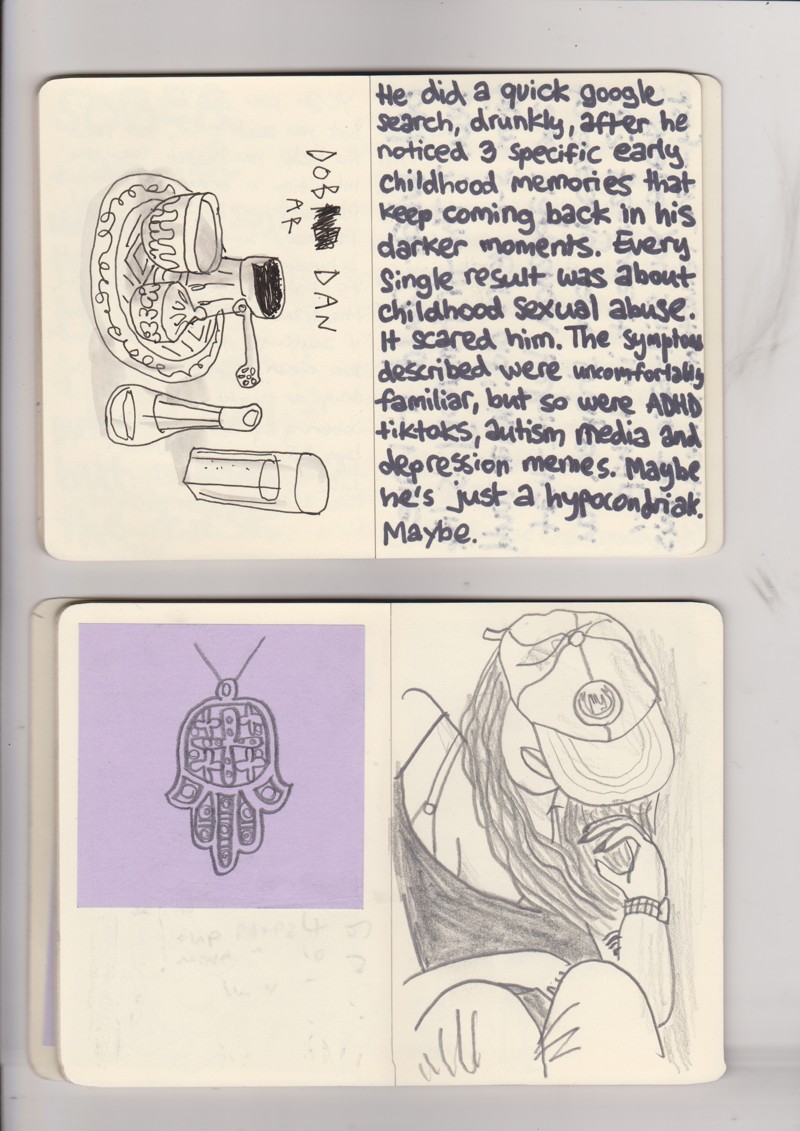 DOB DAN
AR
He did a quick google
search, drunkly, after he
noticed 3 specific early
childhood memories that
keep coming back in his
darker moments. Every
Single result was about
childhood sexual abuse.
It scared him. The symptoms
described were uncomfortably
familiar, but so were ADHD
tiktoks, autism media and
depression memes. Maybe
he's just a hypocondriak.
Maybe.